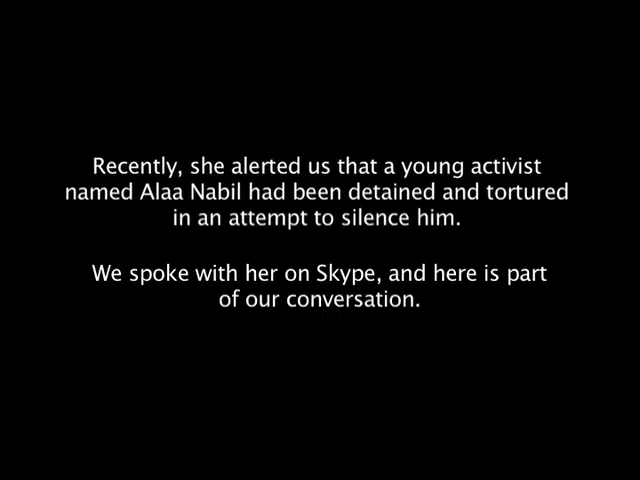 Recently, she alerted us that a young activist
named Alaa Nabil had been detained and tortured
in an attempt to silence him.
We spoke with her on Skype, and here is part
of our conversation.